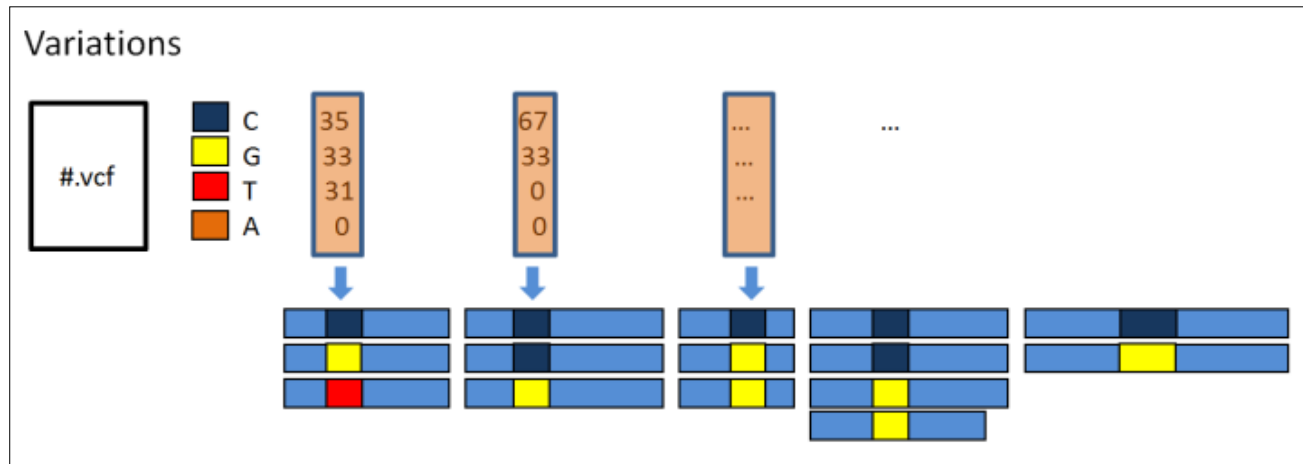 Variations
#.vcf
C 35 67 ... ...
G 33 33 ...
T 31 0 ...
A 0 0